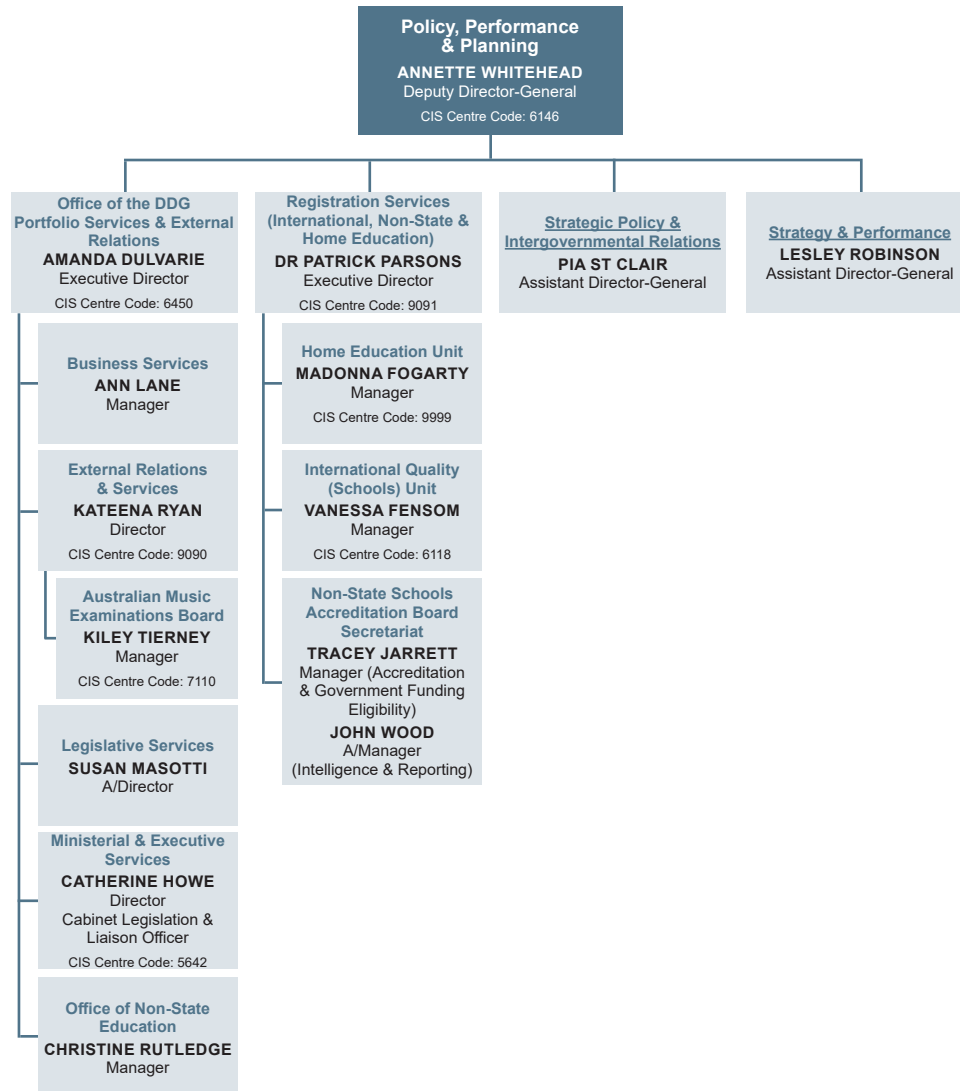 Policy, Performance
& Planning
ANNETTE WHITEHEAD
Deputy Director-General
CIS Centre Code: 6146
Office of the DDG
Portfolio Services & External
Relations
AMANDA DULVARIE
Executive Director
CIS Centre Code: 6450
Business Services
ANN LANE
Manager
External Relations
& Services
KATEENA RYAN
Director
CIS Centre Code: 9090
Australian Music
Examinations Board
KILEY TIERNEY
Manager
CIS Centre Code: 7110
Legislative Services
SUSAN MASOTTI
A/Director
Ministerial & Executive
Services
CATHERINE HOWE
Director
Cabinet Legislation &
Liaison Officer
CIS Centre Code: 5642
Office of Non-State
Education
CHRISTINE RUTLEDGE
Manager
Registration Services
(International, Non-State &
Home Education)
DR PATRICK PARSONS
Executive Director
CIS Centre Code: 9091
Home Education Unit
MADONNA FOGARTY
Manager
CIS Centre Code: 9999
International Quality
(Schools) Unit
VANESSA FENSOM
Manager
CIS Centre Code: 6118
Non-State Schools
Accreditation Board
Secretariat
TRACEY JARRETT
Manager (Accreditation
& Government Funding
Eligibility)
JOHN WOOD
A/Manager
(Intelligence & Reporting)
Strategic Policy &
Intergovernmental Relations
PIA ST CLAIR
Assistant Director-General
Strategy & Performance
LESLEY ROBINSON
Assistant Director-General